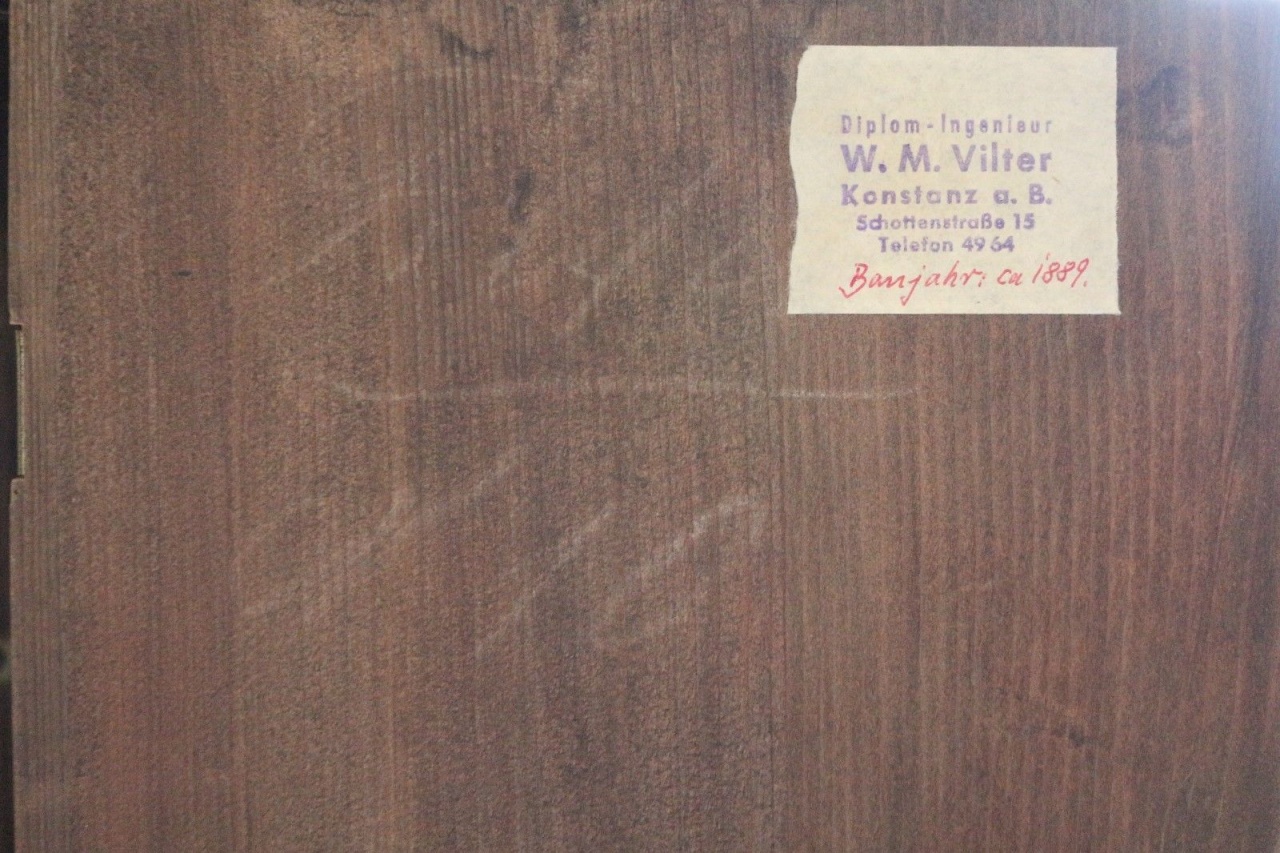 Diplom-Ingenieur
W. M. Vilter
Konstanz a. B.
Schottenstraße 15
Telefon 49 64
Baujahr: ca 1889.